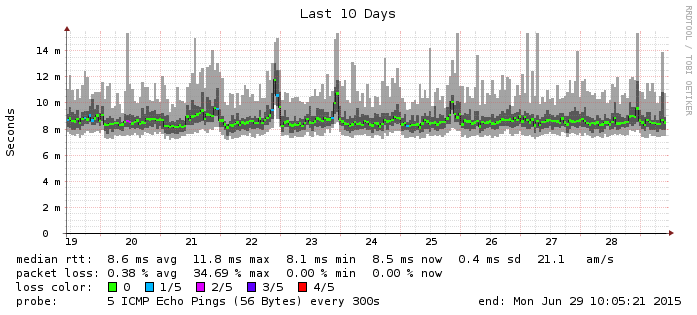 Last 10 Days
RRDTOOL / TOBI OETIKER
Seconds
14 m
12 m
10 m
8 m
6 m
4 m
2 m
0
19 20 21 22 23 24 25 26 27 28
median rtt: 8.6 ms avg 11.8 ms max 8.1 ms min 8.5 ms now 0.4 ms sd 21.1 am/s
packet loss: 0.38 % avg 34.69 % max 0.00 % min 0.00 % now
loss color: 0 1/5 2/5 3/5 4/5
probe: 5 ICMP Echo Pings (56 Bytes) every 300s end: Mon Jun 29 10:05:21 2015